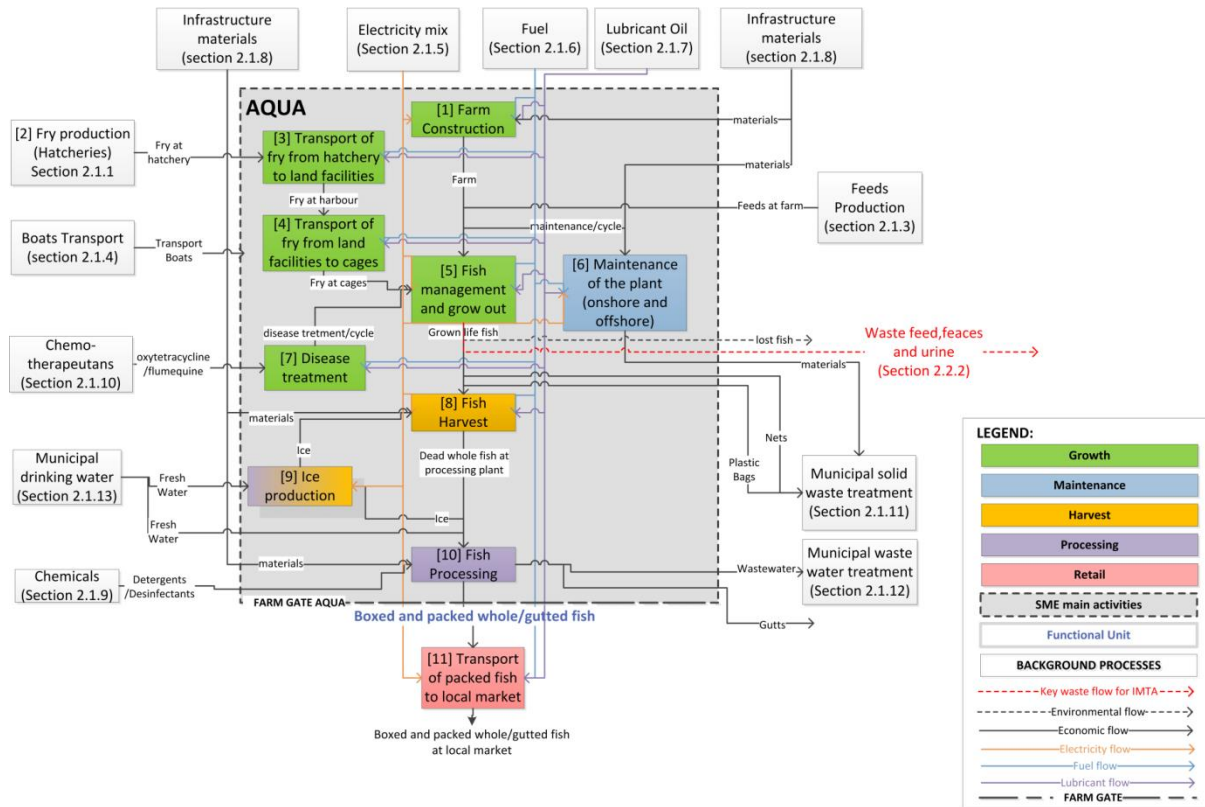 Infrastructure
materials
(section 2.1.8)
Electricity mix
(Section 2.1.5)
Fuel
(Section 2.1.6)
Lubricant Oil
(Section 2.1.7)
Infrastructure
materials
(section 2.1.8)
AQUA
[1] Farm
Construction
materials
[2] Fry production
(Hatcheries)
Section 2.1.1
Fry at
hatchery
[3] Transport of
fry from hatchery
to land facilities
materials
Farm
Fry at harbour
Feeds at farm
Feeds
Production
(section 2.1.3)
Boats Transport
(section 2.1.4)
Transport
Boats
[4] Transport of
fry from land
facilities to cages
maintenance/cycle
Fry at cages
[5] Fish
management
and grow out
[6] Maintenance
of the plant
(onshore and
offshore)
disease tretment/cycle
Grown life fish
lost fish
Waste feed,feaces
and urine
(Section 2.2.2)
Chemo-
therapeutans
(Section 2.1.10)
oxytetracycline
/flumequine
[7] Disease
treatment
materials
materials
[8] Fish
Harvest
Ice
Nets
Plastic
Bags
Dead whole fish at
processing plant
Municipal
drinking water
(Section 2.1.13)
Fresh
Water
[9] Ice
production
Municipal solid
waste treatment
(Section 2.1.11)
Ice
Fresh
Water
materials
[10] Fish
Processing
Wastewater
Municipal waste
water treatment
(Section 2.1.12)
Chemicals
(Section 2.1.9)
Detergents
/Desinfectants
FARM GATE AQUA
Gutts
Boxed and packed whole/gutted fish
[11] Transport
of packed fish
to local market
Boxed and packed whole/gutted fish
at local market
LEGEND:
Growth
Maintenance
Harvest
Processing
Retail
SME main activities
Functional Unit
BACKGROUND PROCESSES
Key waste flow for IMTA
Environmental flow
Economic flow
Electricity flow
Fuel flow
Lubricant flow
FARM GATE